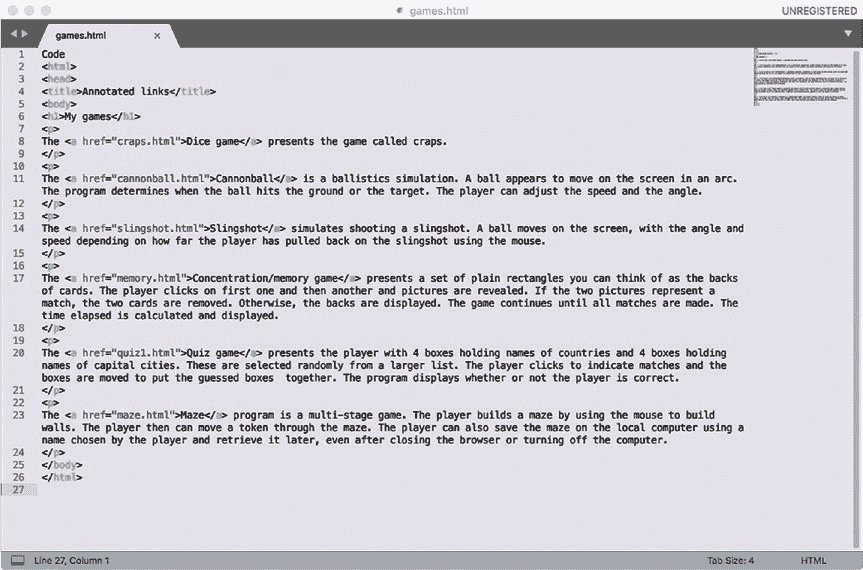 games.html
UNREGISTERED
games.html
1 Code
2 <html>
3 <head>
4 <title>Annotated links</title>
5 <body>
6 <h1>My games</h1>
7 <p>
8 The <a href="craps.html">Dice game</a> presents the game called craps.
9 </p>
10 <p>
11 The <a href="cannonball.html">Cannonball</a> is a ballistics simulation. A ball appears to move on the screen in an arc.
The program determines when the ball hits the ground or the target. The player can adjust the speed and the angle.
12 </p>
13 <p>
14 The <a href="slingshot.html">Slingshot</a> simulates shooting a slingshot. A ball moves on the screen, with the angle and
speed depending on how far the player has pulled back on the slingshot using the mouse.
15 </p>
16 <p>
17 The <a href="memory.html">Concentration/memory game</a> presents a set of plain rectangles you can think of as the backs
of cards. The player clicks on first one and then another and pictures are revealed. If the two pictures represent a
match, the two cards are removed. Otherwise, the backs are displayed. The game continues until all matches are made. The
time elapsed is calculated and displayed.
18 </p>
19 <p>
20 The <a href="quiz1.html">Quiz game</a> presents the player with 4 boxes holding names of countries and 4 boxes holding
names of capital cities. These are selected randomly from a larger list. The player clicks to indicate matches and the
boxes are moved to put the guessed boxes  together. The program displays whether or not the player is correct.
21 </p>
22 <p>
23 The <a href="maze.html">Maze</a> program is a multi-stage game. The player builds a maze by using the mouse to build
walls. The player then can move a token through the maze. The player can also save the maze on the local computer using a
name chosen by the player and retrieve it later, even after closing the browser or turning off the computer.
24 </p>
25 </body>
26 </html>
27
Line 27, Column 1
Tab Size: 4
HTML